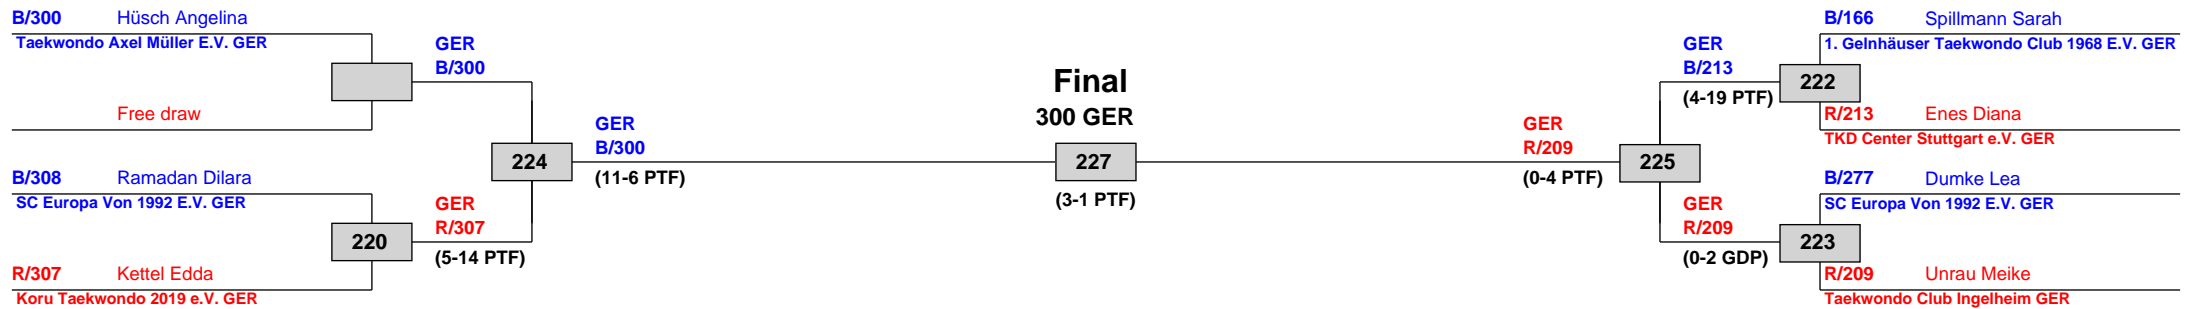 B/300 Hüsch Angelina
Taekwondo Axel Müller E.V. GER
Free draw
B/308 Ramadan Dilara
SC Europa Von 1992 E.V. GER
220
R/307 Kettel Edda
Koru Taekwondo 2019 e.V. GER
GER
B/300
GER
R/307
(5-14 PTF)
224
GER
B/300
(11-6 PTF)
Final
300 GER
227
(3-1 PTF)
GER
R/209
(0-4 PTF)
225
GER
B/213
(4-19 PTF)
GER
R/209
(0-2 GDP)
B/166 Spillmann Sarah
1. Gelnhäuser Taekwondo Club 1968 E.V. GER
222
R/213 Enes Diana
TKD Center Stuttgart e.V. GER
B/277 Dumke Lea
SC Europa Von 1992 E.V. GER
223
R/209 Unrau Meike
Taekwondo Club Ingelheim GER